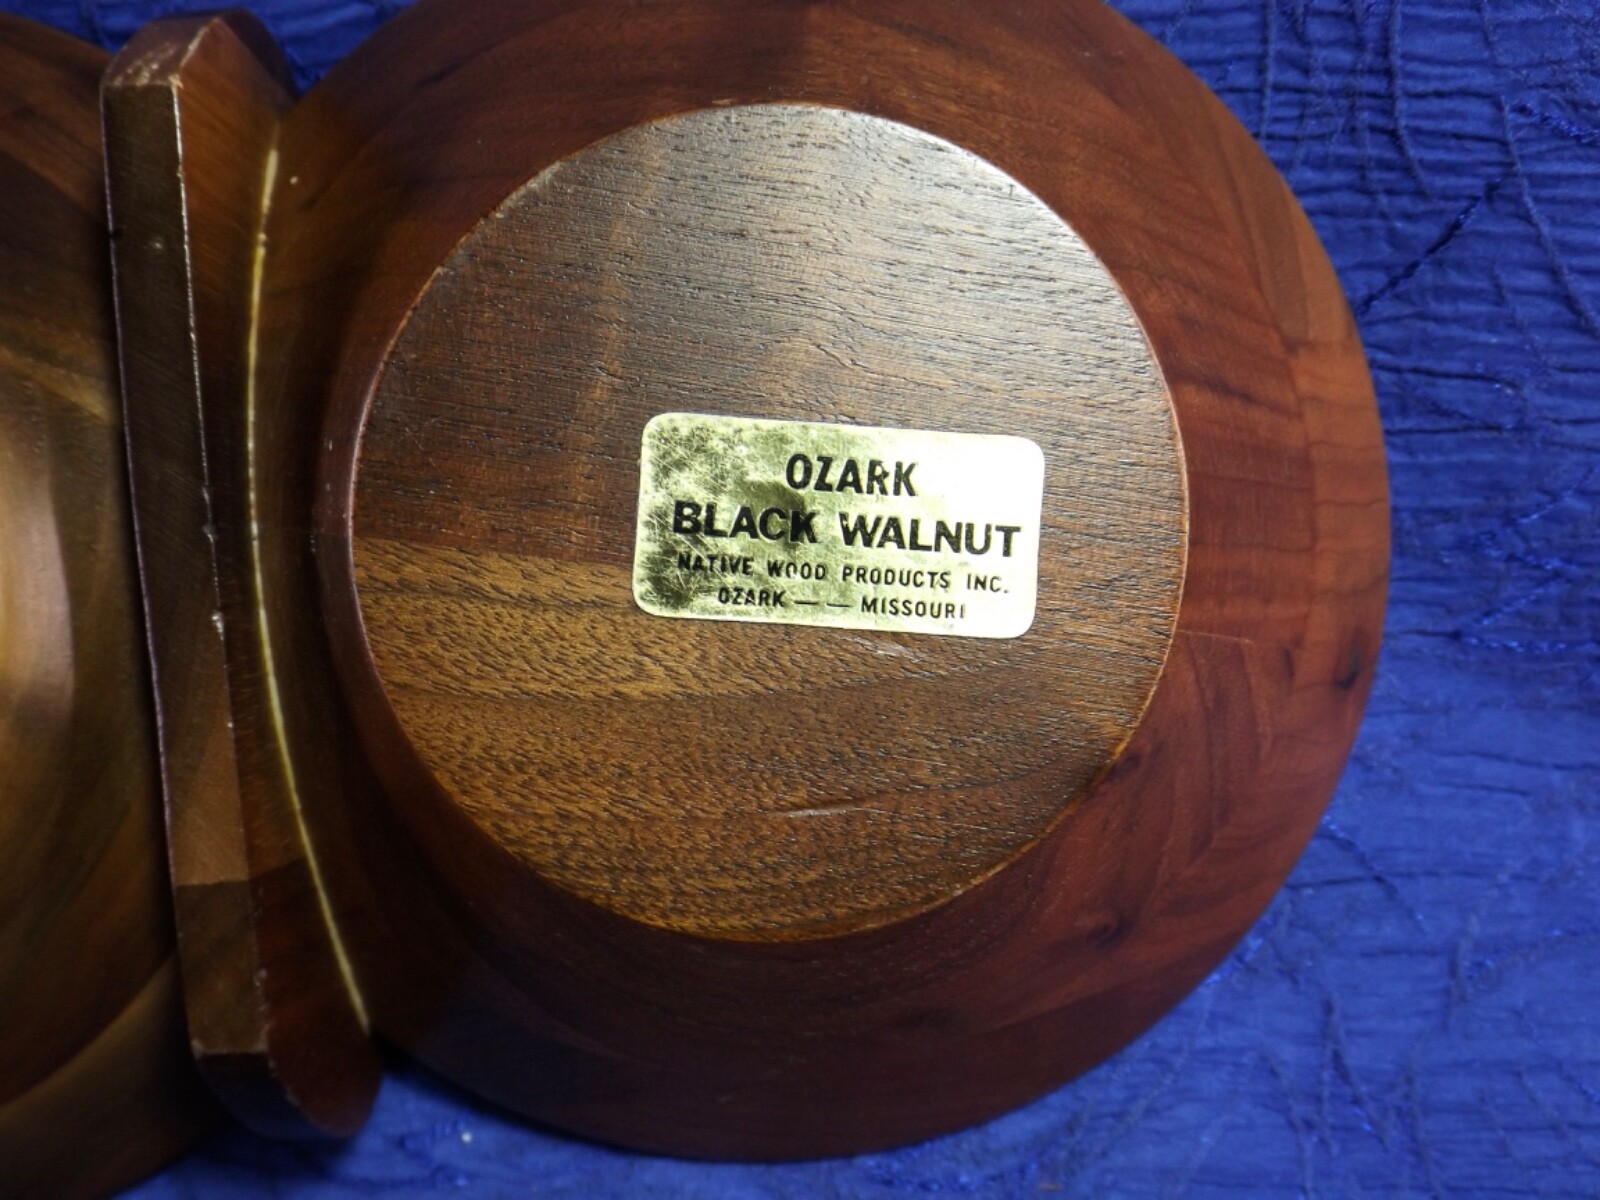 OZARK
BLACK WALNUT
NATIVE WOOD PRODUCTS INC.
OZARK — — MISSOURI